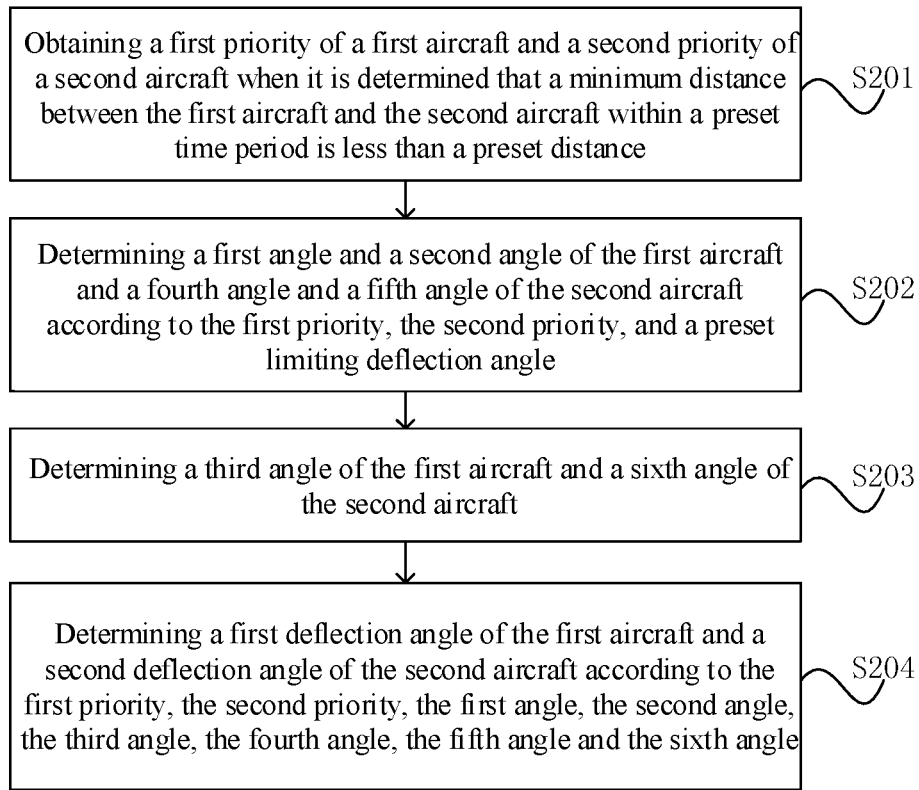 Obtaining a first priority of a first aircraft and a second priority of
a second aircraft when it is determined that a minimum distance
between the first aircraft and the second aircraft within a preset
time period is less than a preset distance
S201
Determining a first angle and a second angle of the first aircraft
and a fourth angle and a fifth angle of the second aircraft
according to the first priority, the second priority, and a preset
limiting deflection angle
S202
Determining a third angle of the first aircraft and a sixth angle of
the second aircraft
S203
Determining a first deflection angle of the first aircraft and a
second deflection angle of the second aircraft according to the
first priority, the second priority, the first angle, the second angle,
the third angle, the fourth angle, the fifth angle and the sixth angle
S204